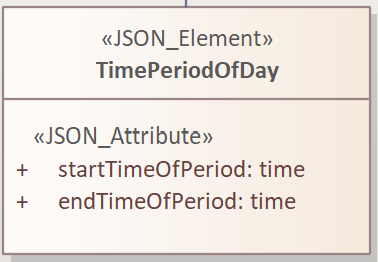 «JSON_Element»
TimePeriodOfDay
«JSON_Attribute»
+ startTimeOfPeriod: time
+ endTimeOfPeriod: time